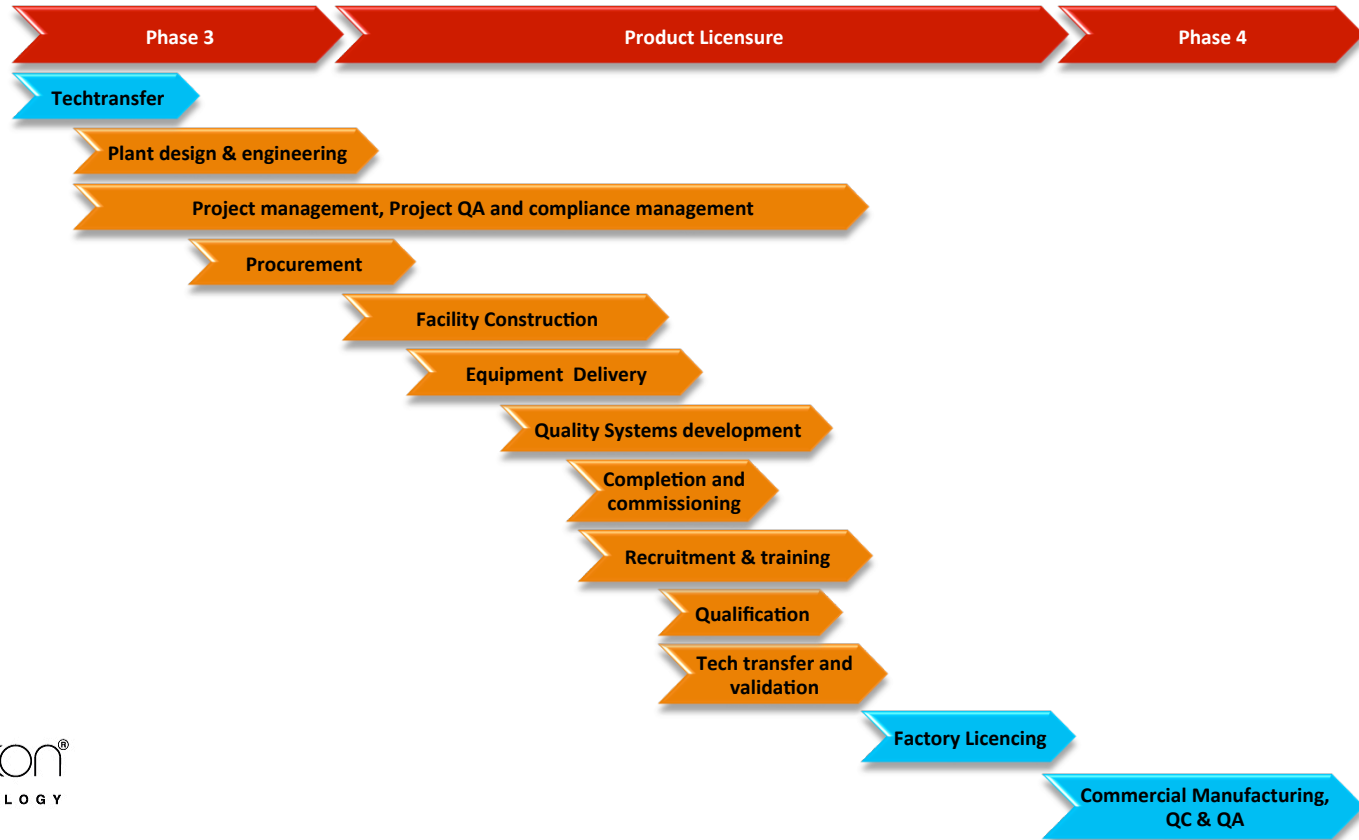 Phase 3
Product Licensure
Phase 4
Techtransfer
Plant design & engineering
Project management, Project QA and compliance management
Procurement
Facility Construction
Equipment  Delivery
Quality Systems development
Completion and
commissioning
Recruitment & training
Qualification
Tech transfer and
validation
Factory Licencing
Commercial Manufacturing,
QC & QA